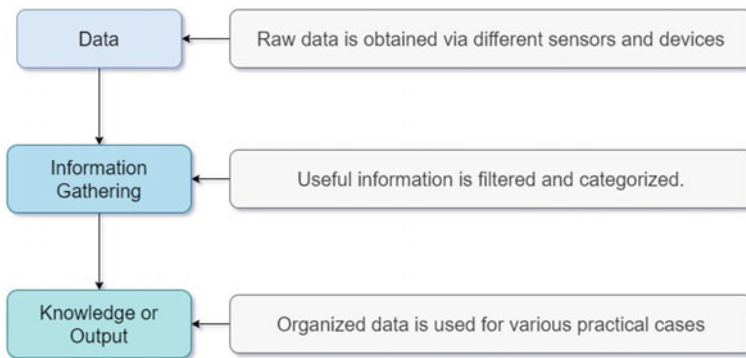 Data
Raw data is obtained via different sensors and devices
Information
Gathering
Useful information is filtered and categorized.
Knowledge or
Output
Organized data is used for various practical cases